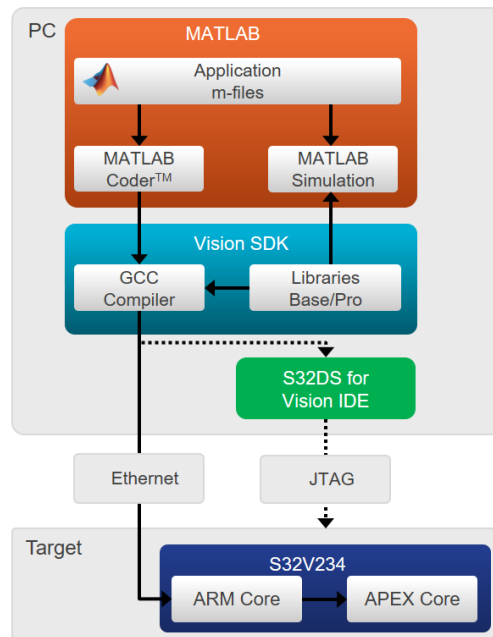 PC
MATLAB
Application
m-files
MATLAB
Coder™
MATLAB
Simulation
Vision SDK
GCC
Compiler
Libraries
Base/Pro
S32DS for
Vision IDE
Ethernet
JTAG
Target
S32V234
ARM Core
APEX Core